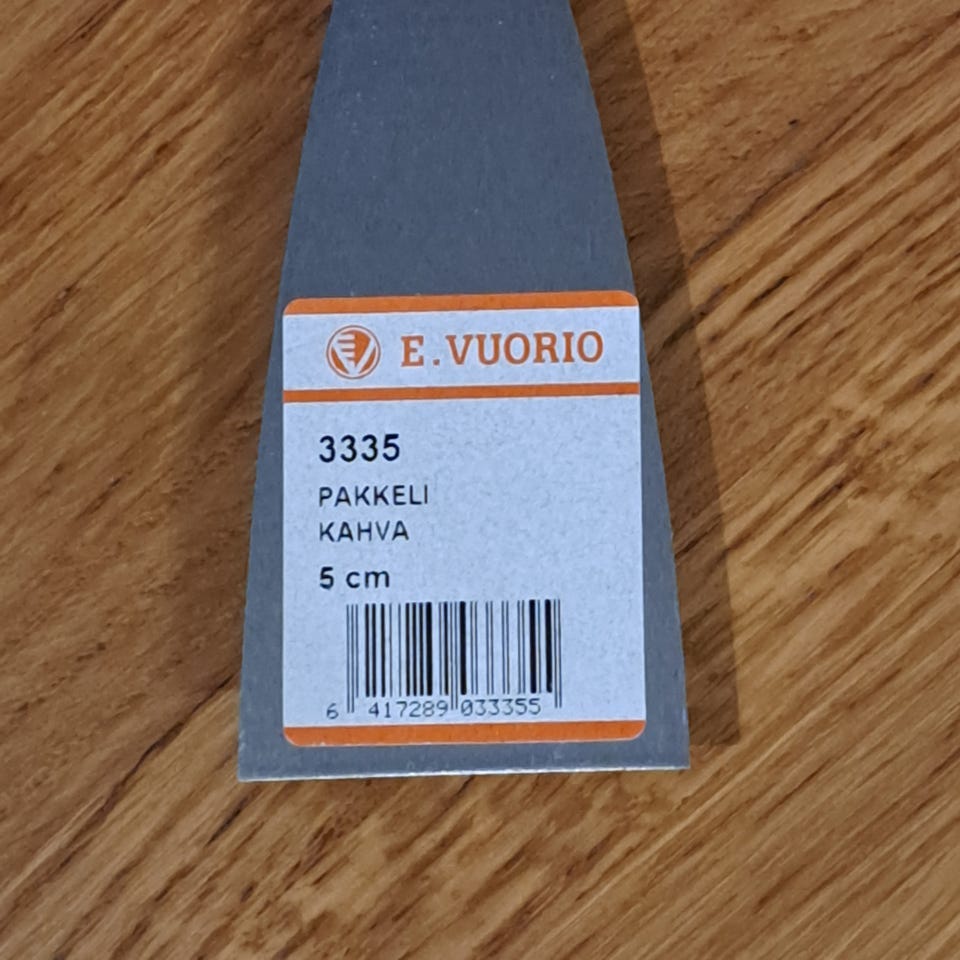 E.VUORIO
3335
PAKKELI
KAHVA
5 cm
6 417289 033355